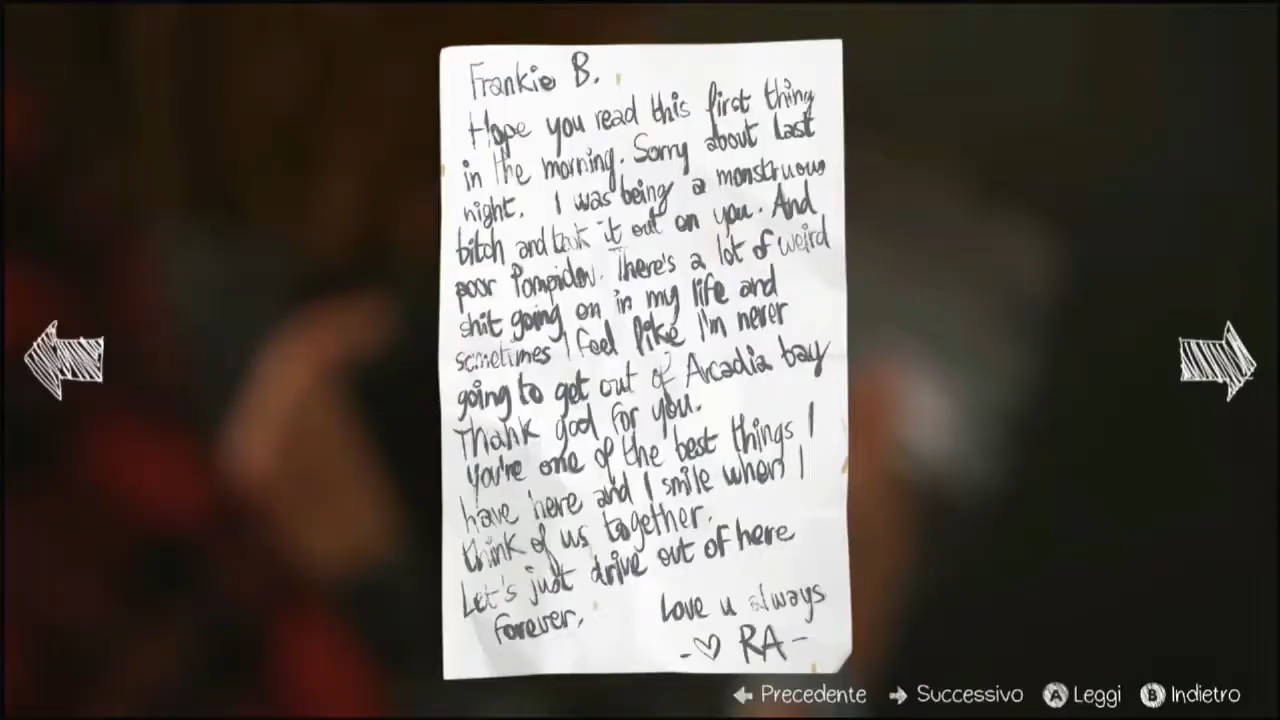 Frankie B.
Hope you read this first thing
in the morning. Sorry about last
night. I was being a monstruous
bitch and took it out on you. And
poor Pompidou. There's a lot of weird
shit going on in my life and
sometimes I feel like I'm never
going to get out of Arcadia bay
Thank god for you.
You're one of the best things I
have here and I smile when I
think of us together.
Let's just drive out of here
forever.
Love u always
-♡ RA-
Precedente Successivo A Leggi B Indietro